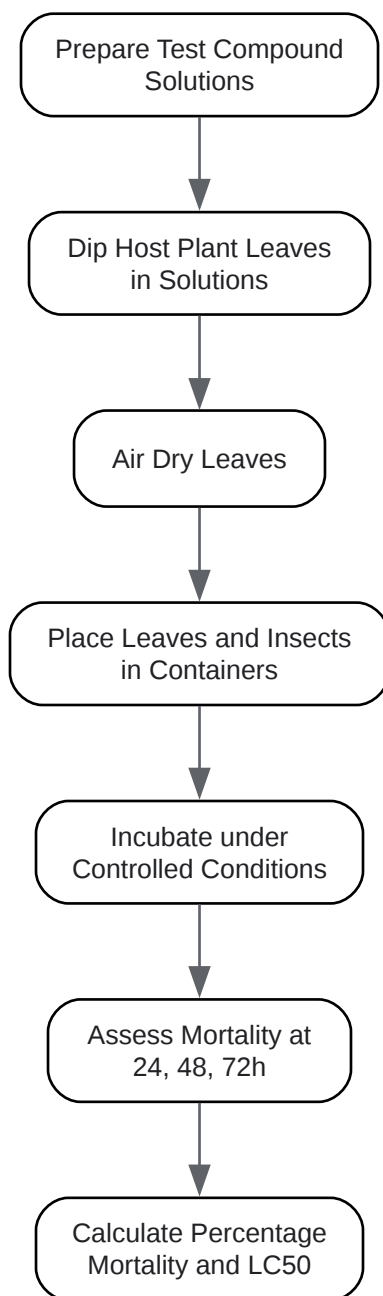 Prepare Test Compound
Solutions
Dip Host Plant Leaves
in Solutions
Air Dry Leaves
Place Leaves and Insects
in Containers
Incubate under
Controlled Conditions
Assess Mortality at
24, 48, 72h
Calculate Percentage
Mortality and LC50